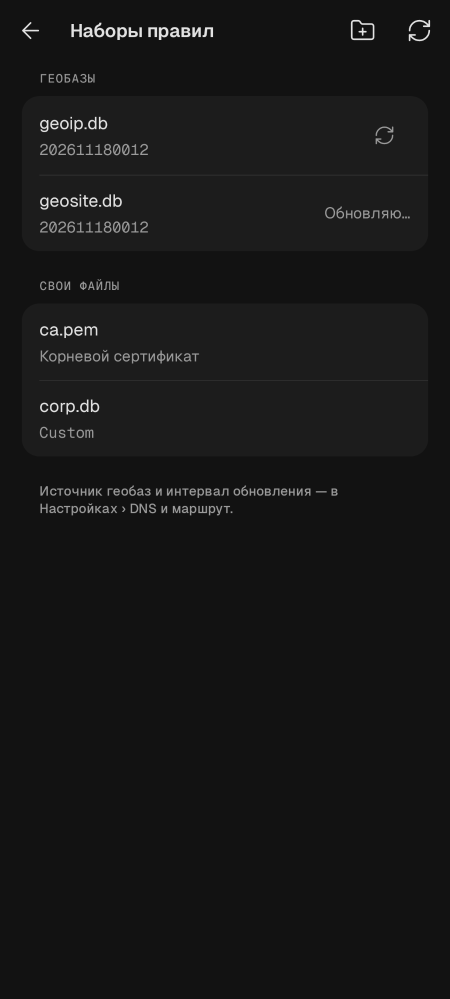 Наборы правил
ГЕОБАЗЫ
geoip.db
202611180012
geosite.db
202611180012
Обновляю…
СВОИ ФАЙЛЫ
ca.pem
Корневой сертификат
corp.db
Custom
Источник геобаз и интервал обновления — в
Настройках › DNS и маршрут.